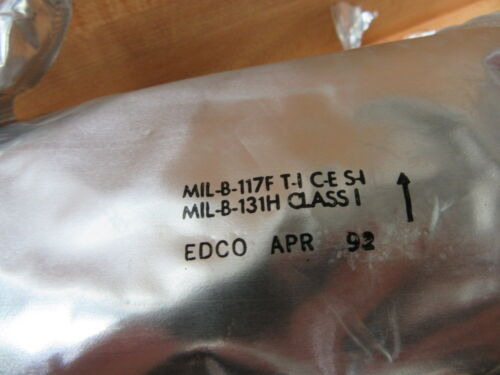 MIL-B-117F T-I C-E S-I
MIL-B-131H CLASS I
EDCO APR 92